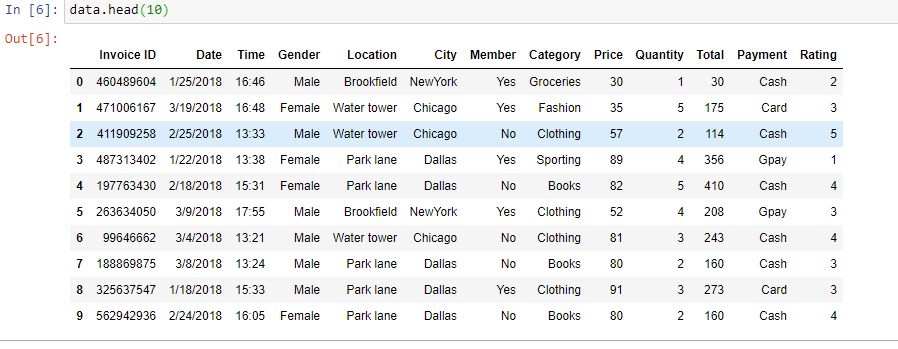 In [6]: data.head(10)
Out[6]:
Invoice ID Date Time Gender Location City Member Category Price Quantity Total Payment Rating
0 460489604 1/25/2018 16:46 Male Brookfield NewYork Yes Groceries 30 1 30 Cash 2
1 471006167 3/19/2018 16:48 Female Water tower Chicago Yes Fashion 35 5 175 Card 3
2 411909258 2/25/2018 13:33 Male Water tower Chicago No Clothing 57 2 114 Cash 5
3 487313402 1/22/2018 13:38 Female Park lane Dallas Yes Sporting 89 4 356 Gpay 1
4 197763430 2/18/2018 15:31 Female Park lane Dallas No Books 82 5 410 Cash 4
5 263634050 3/9/2018 17:55 Male Brookfield NewYork Yes Clothing 52 4 208 Gpay 3
6 99646662 3/4/2018 13:21 Male Water tower Chicago No Clothing 81 3 243 Cash 4
7 188869875 3/8/2018 13:24 Male Park lane Dallas No Books 80 2 160 Cash 3
8 325637547 1/18/2018 15:33 Male Park lane Dallas Yes Clothing 91 3 273 Card 3
9 562942936 2/24/2018 16:05 Female Park lane Dallas No Books 80 2 160 Cash 4